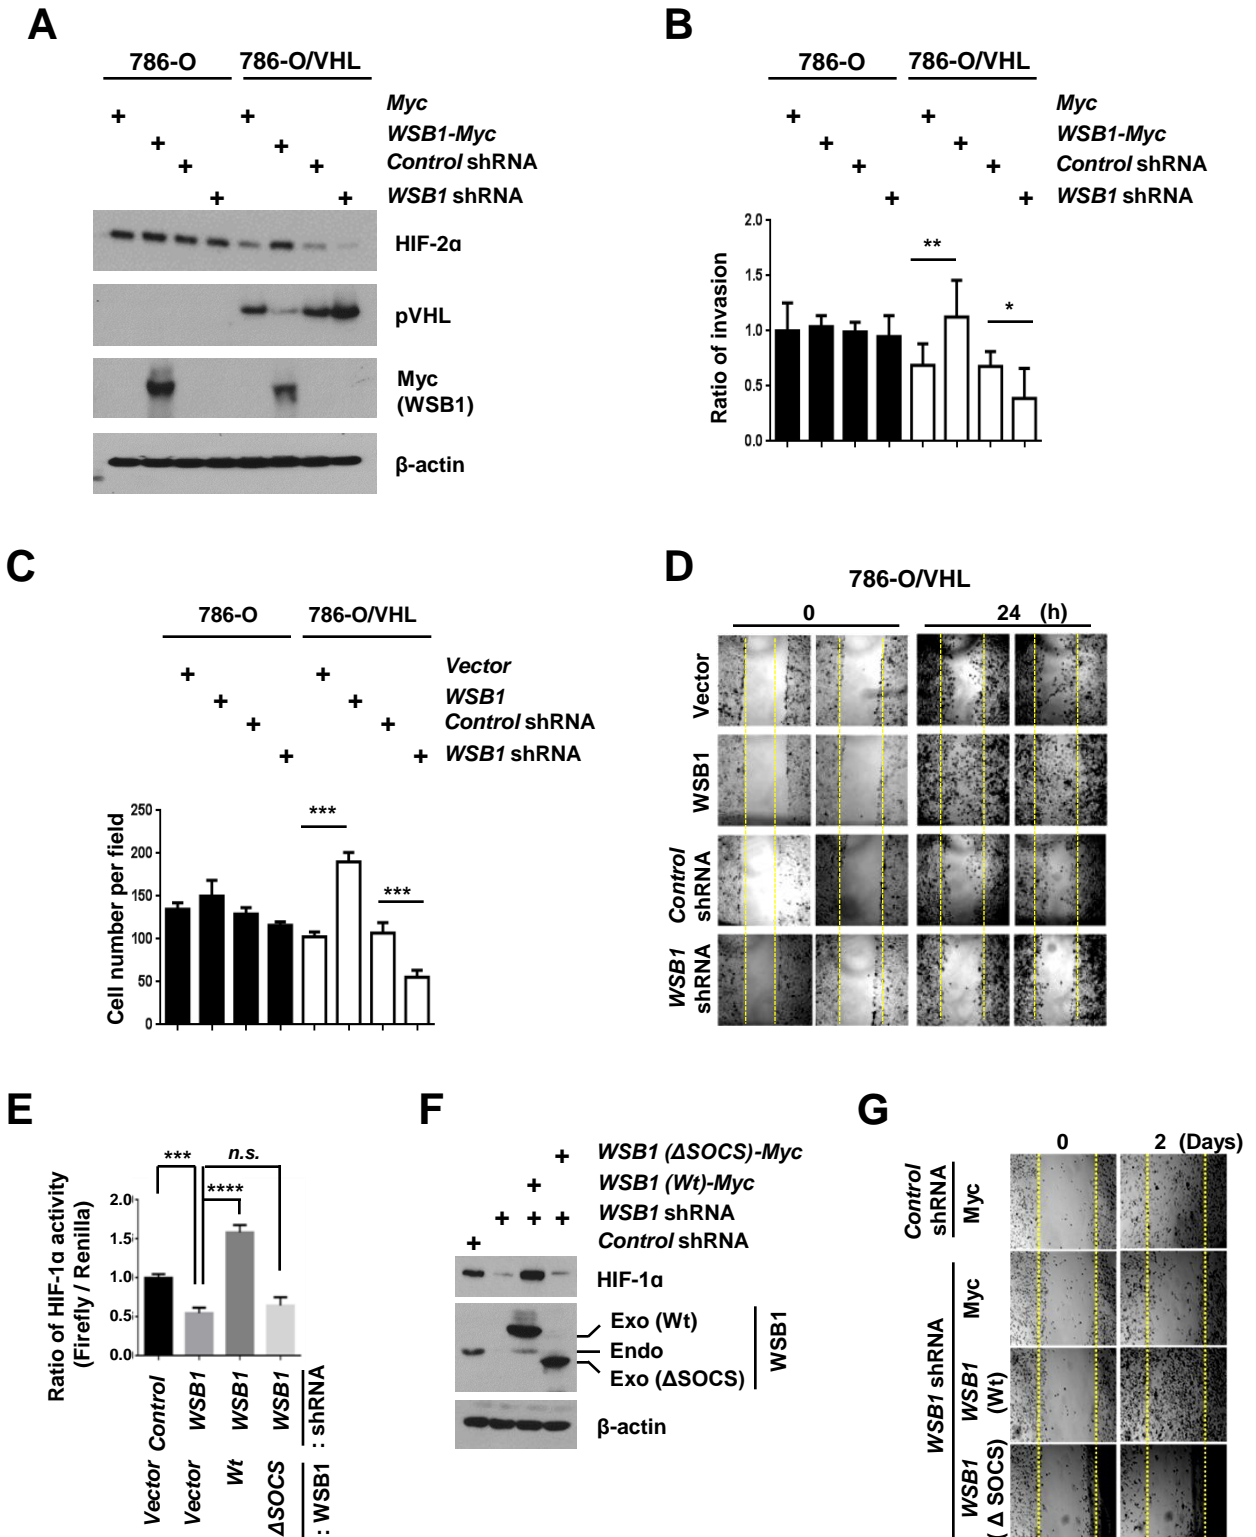 A
786-O 786-O/VHL
+ + Myc
+ + WSB1-Myc
+ + Control shRNA
+ + WSB1 shRNA
HIF-2α
pVHL
Myc
(WSB1)
β-actin
B
786-O 786-O/VHL
+ + Myc
+ + WSB1-Myc
+ + Control shRNA
+ + WSB1 shRNA
Ratio of invasion
2.0
1.5
1.0
0.5
0.0
**
*
C
786-O 786-O/VHL
+ + Vector
+ + WSB1
+ + Control shRNA
+ + WSB1 shRNA
Cell number per field
250
200
150
100
50
0
***
***
D
786-O/VHL
0 24 (h)
Vector
WSB1
Control
shRNA
WSB1
shRNA
E
Ratio of HIF-1α activity
(Firefly / Renilla)
*** n.s.
****
2.0
1.5
1.0
0.5
0.0
Control WSB1 WSB1 WSB1 : shRNA
Vector Vector Wt ΔSOCS : WSB1
F
+ WSB1 (ΔSOCS)-Myc
+ WSB1 (Wt)-Myc
+ + + WSB1 shRNA
+ Control shRNA
HIF-1α
Exo (Wt)
Endo
Exo (ΔSOCS)
WSB1
β-actin
G
0 2 (Days)
Control
shRNA
Myc
WSB1 shRNA
Myc
WSB1
(Wt)
WSB1
( Δ SOCS)